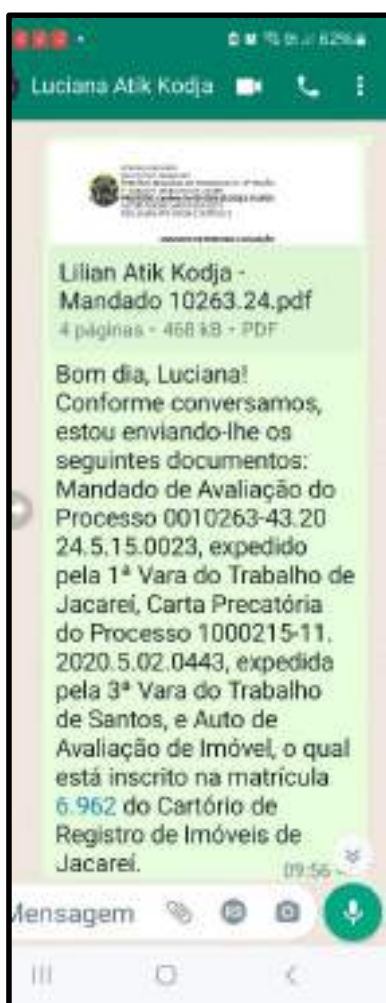 62%
Luciana Atik Kodja
Lilian Atik Kodja -
Mandado 10263.24.pdf
4 páginas • 468 kB • PDF
Bom dia, Luciana!
Conforme conversamos,
estou enviando-lhe os
seguintes documentos:
Mandado de Avaliação do
Processo 0010263-43.20
24.5.15.0023, expedido
pela 1ª Vara do Trabalho de
Jacareí, Carta Precatória
do Processo 1000215-11.
2020.5.02.0443, expedida
pela 3ª Vara do Trabalho
de Santos, e Auto de
Avaliação de Imóvel, o qual
está inscrito na matrícula
6.962 do Cartório de
Registro de Imóveis de
Jacareí.
09:56
Mensagem